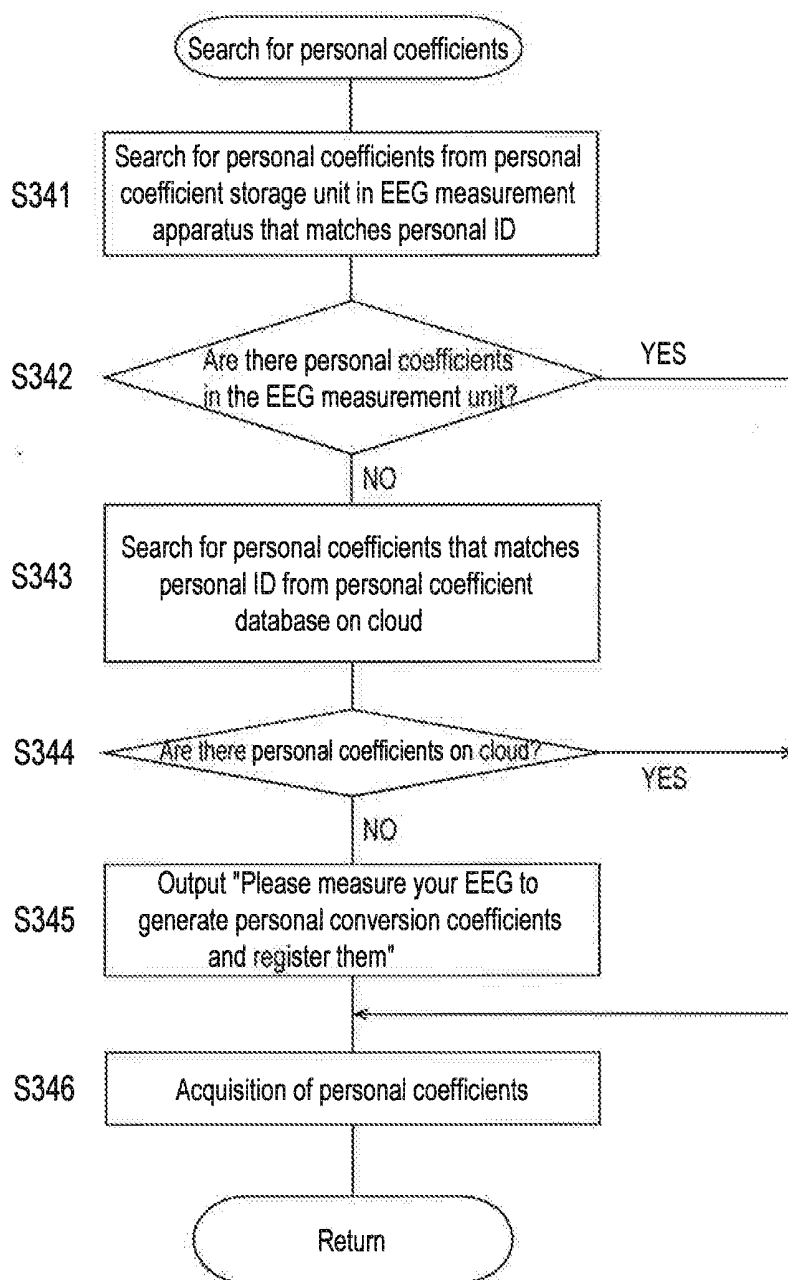 Search for personal coefficients
S341
Search for personal coefficients from personal
coefficient storage unit in EEG measurement
apparatus that matches personal ID
S342
Are there personal coefficients
in the EEG measurement unit?
YES
NO
S343
Search for personal coefficients that matches
personal ID from personal coefficient
database on cloud
S344
Are there personal coefficients on cloud?
YES
NO
S345
Output "Please measure your EEG to
generate personal conversion coefficients
and register them"
S346
Acquisition of personal coefficients
Return